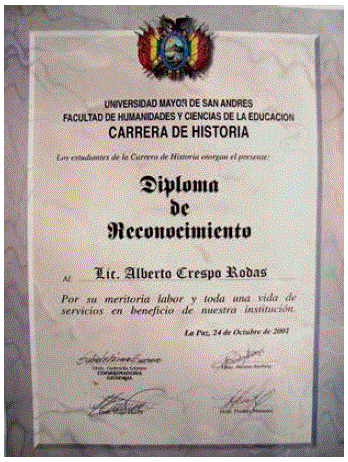 UNIVERSIDAD MAYOR DE SAN ANDRES
FACULTAD DE HUMANIDADES Y CIENCIAS DE LA EDUCACION
CARRERA DE HISTORIA
Los estudiantes de la Carrera de Historia otorgan el presente:
Diploma
de
Reconocimiento
Al Lic. Alberto Crespo Rodas
Por su meritoria labor y toda una vida de
servicios en beneficio de nuestra institución.
La Paz, 24 de Octubre de 2001
COORDINADORA
GENERAL